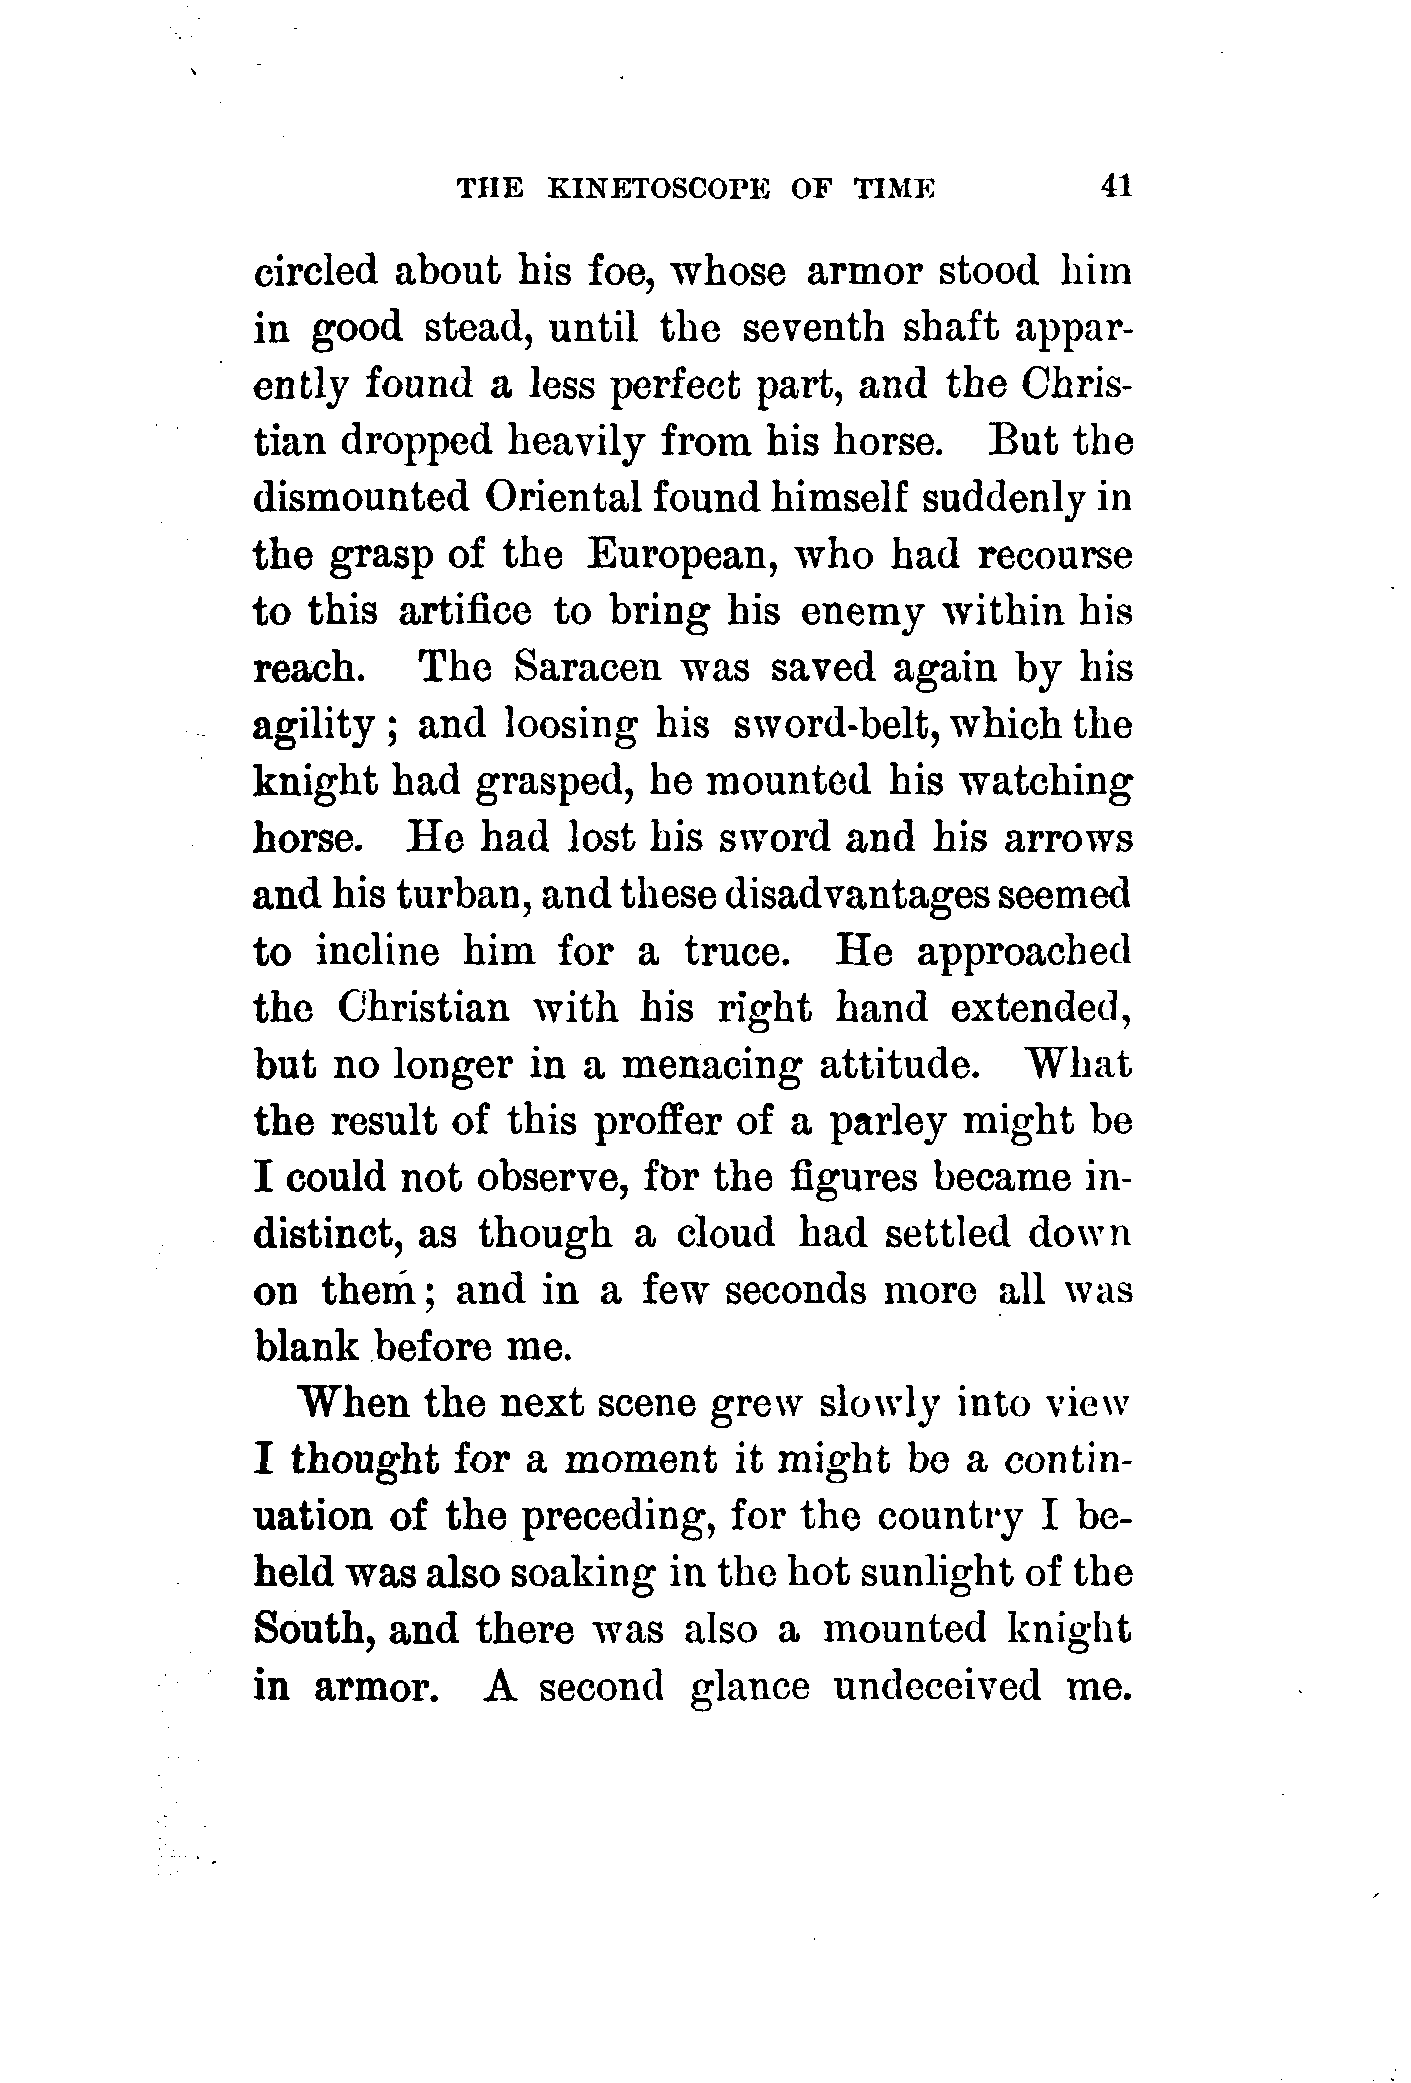 THE KINETOSCOPE OF TIME 41
circled about his foe, whose armor stood him
in good stead, until the seventh shaft appar-
ently found a less perfect part, and the Chris-
tian dropped heavily from his horse. But the
dismounted Oriental found himself suddenly in
the grasp of the European, who had recourse
to this artifice to bring his enemy within his
reach. The Saracen was saved again by his
agility; and loosing his sword-belt, which the
knight had grasped, he mounted his watching
horse. He had lost his sword and his arrows
and his turban, and these disadvantages seemed
to incline him for a truce. He approached
the Christian with his right hand extended,
but no longer in a menacing attitude. What
the result of this proffer of a parley might be
I could not observe, for the figures became in-
distinct, as though a cloud had settled down
on them; and in a few seconds more all was
blank before me.
When the next scene grew slowly into view
I thought for a moment it might be a contin-
uation of the preceding, for the country I be-
held was also soaking in the hot sunlight of the
South, and there was also a mounted knight
in armor. A second glance undeceived me.